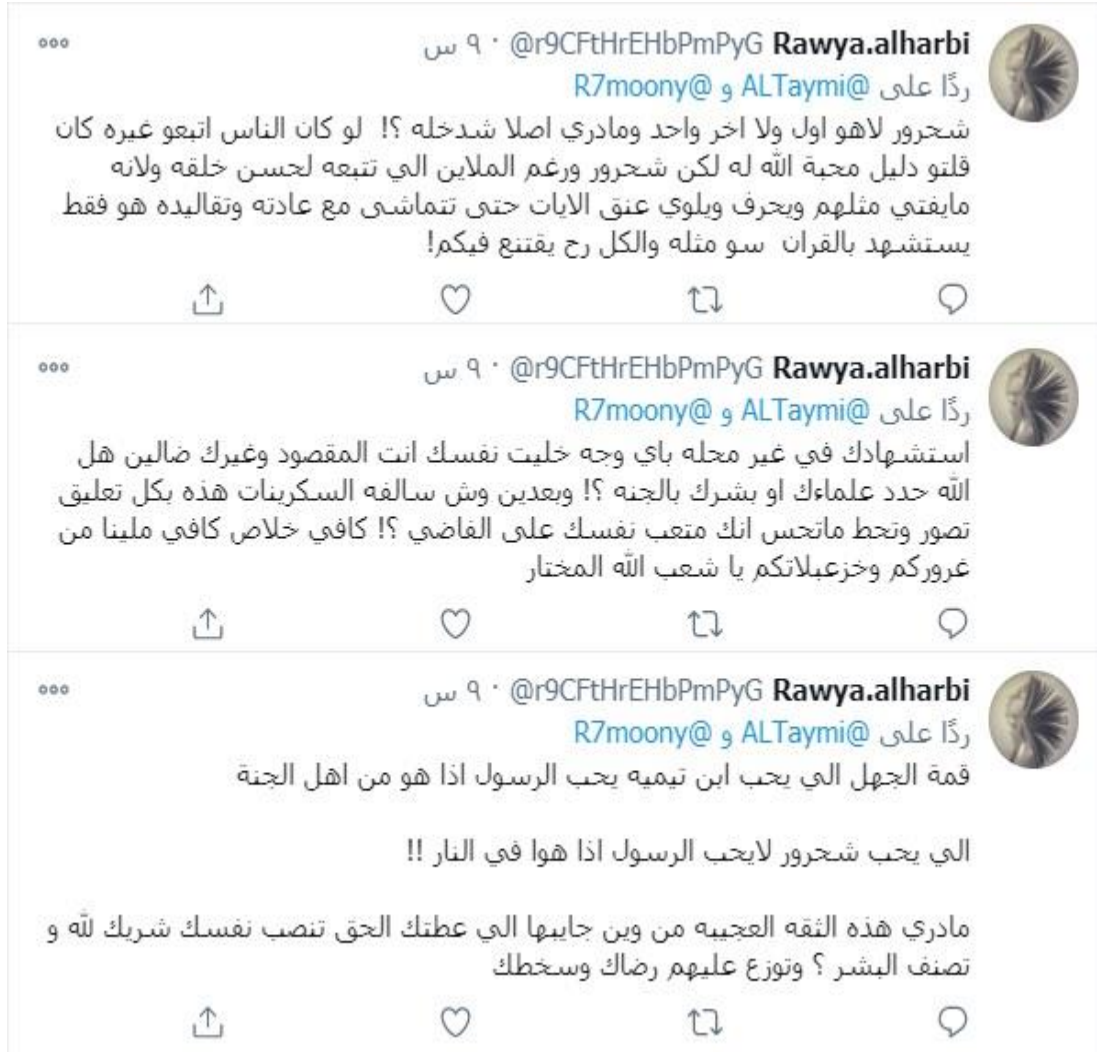 Rawya.alharbi @r9CFtHrEHbPmPyG · ٩ س
ردًا على @ALTaymi و @R7moony
شحرور لاهو اول ولا اخر واحد ومادري اصلا شدخله ؟!  لو كان الناس اتبعو غيره كان
قلتو دليل محبة الله له لكن شحرور ورغم الملاين الي تتبعه لحسن خلقه ولانه
مايفتي مثلهم ويحرف ويلوي عنق الايات حتى تتماشى مع عادته وتقاليده هو فقط
يستشهد بالقران  سو مثله والكل رح يقتنع فيكم!
Rawya.alharbi @r9CFtHrEHbPmPyG · ٩ س
ردًا على @ALTaymi و @R7moony
استشهادك في غير محله باي وجه خليت نفسك انت المقصود وغيرك ضالين هل
الله حدد علماءك او بشرك بالجنه ؟! وبعدين وش سالفه السكرينات هذه بكل تعليق
تصور وتحط ماتحس انك متعب نفسك على الفاضي ؟! كافي خلاص كافي ملينا من
غروركم وخزعبلاتكم يا شعب الله المختار
Rawya.alharbi @r9CFtHrEHbPmPyG · ٩ س
ردًا على @ALTaymi و @R7moony
قمة الجهل الي يحب ابن تيميه يحب الرسول اذا هو من اهل الجنة
الي يحب شحرور لايحب الرسول اذا هوا في النار !!
مادري هذه الثقه العجيبه من وين جايبها الي عطتك الحق تنصب نفسك شريك لله و
تصنف البشر ؟ وتوزع عليهم رضاك وسخطك